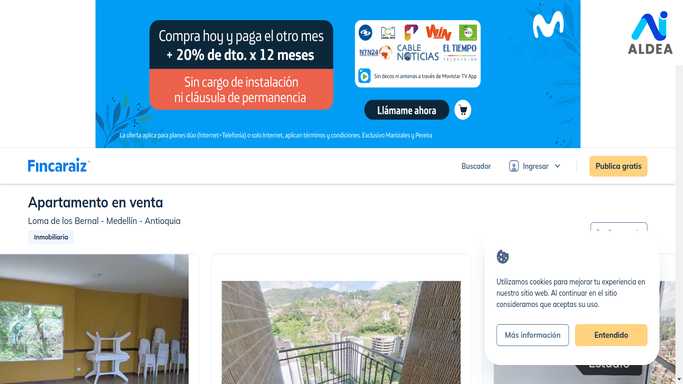 Compra hoy y paga el otro mes
+ 20% de dto. x 12 meses
Sin cargo de instalación
ni cláusula de permanencia
WIN
NTN24
CABLE
NOTICIAS
EL TIEMPO
TELEVISIÓN
Sin decos ni antenas a través de Movistar TV App
Llámame ahora
La oferta aplica para planes dúo (Internet+Telefonía) o solo Internet, aplican términos y condiciones. Exclusivo Manizales y Pereira
ALDEA
Fincaraiz
Buscador
Ingresar
Publica gratis
Apartamento en venta
Loma de los Bernal - Medellín - Antioquia
Inmobiliaria
Utilizamos cookies para mejorar tu experiencia en
nuestro sitio web. Al continuar en el sitio
consideramos que aceptas su uso.
Más información
Entendido
Estudio